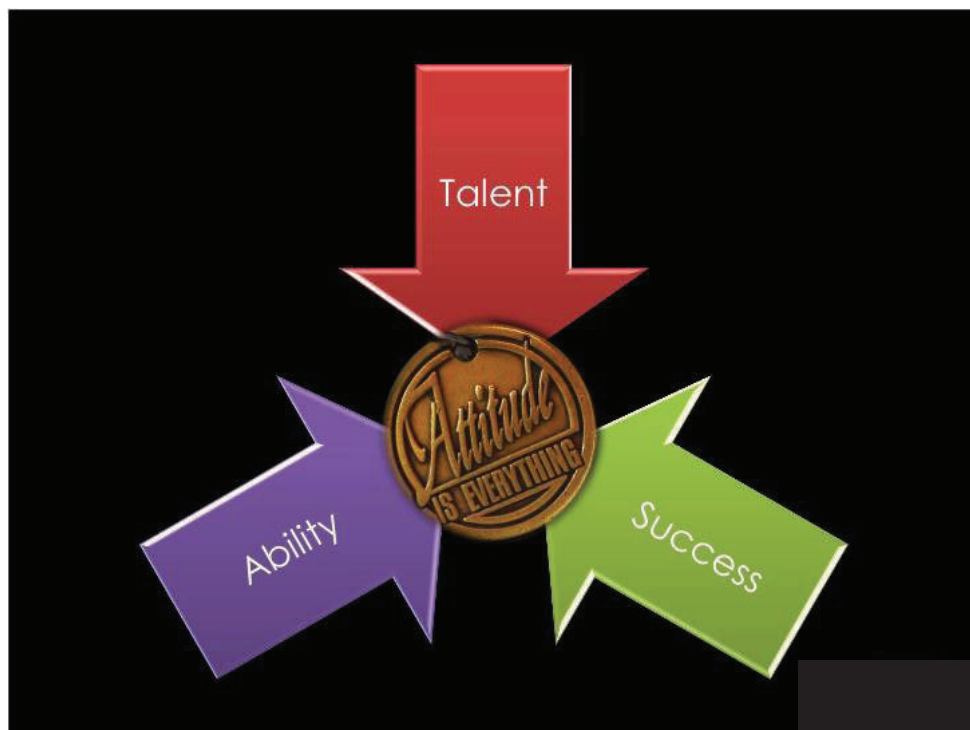 Talent
Attitude
IS EVERYTHING
Ability
Success